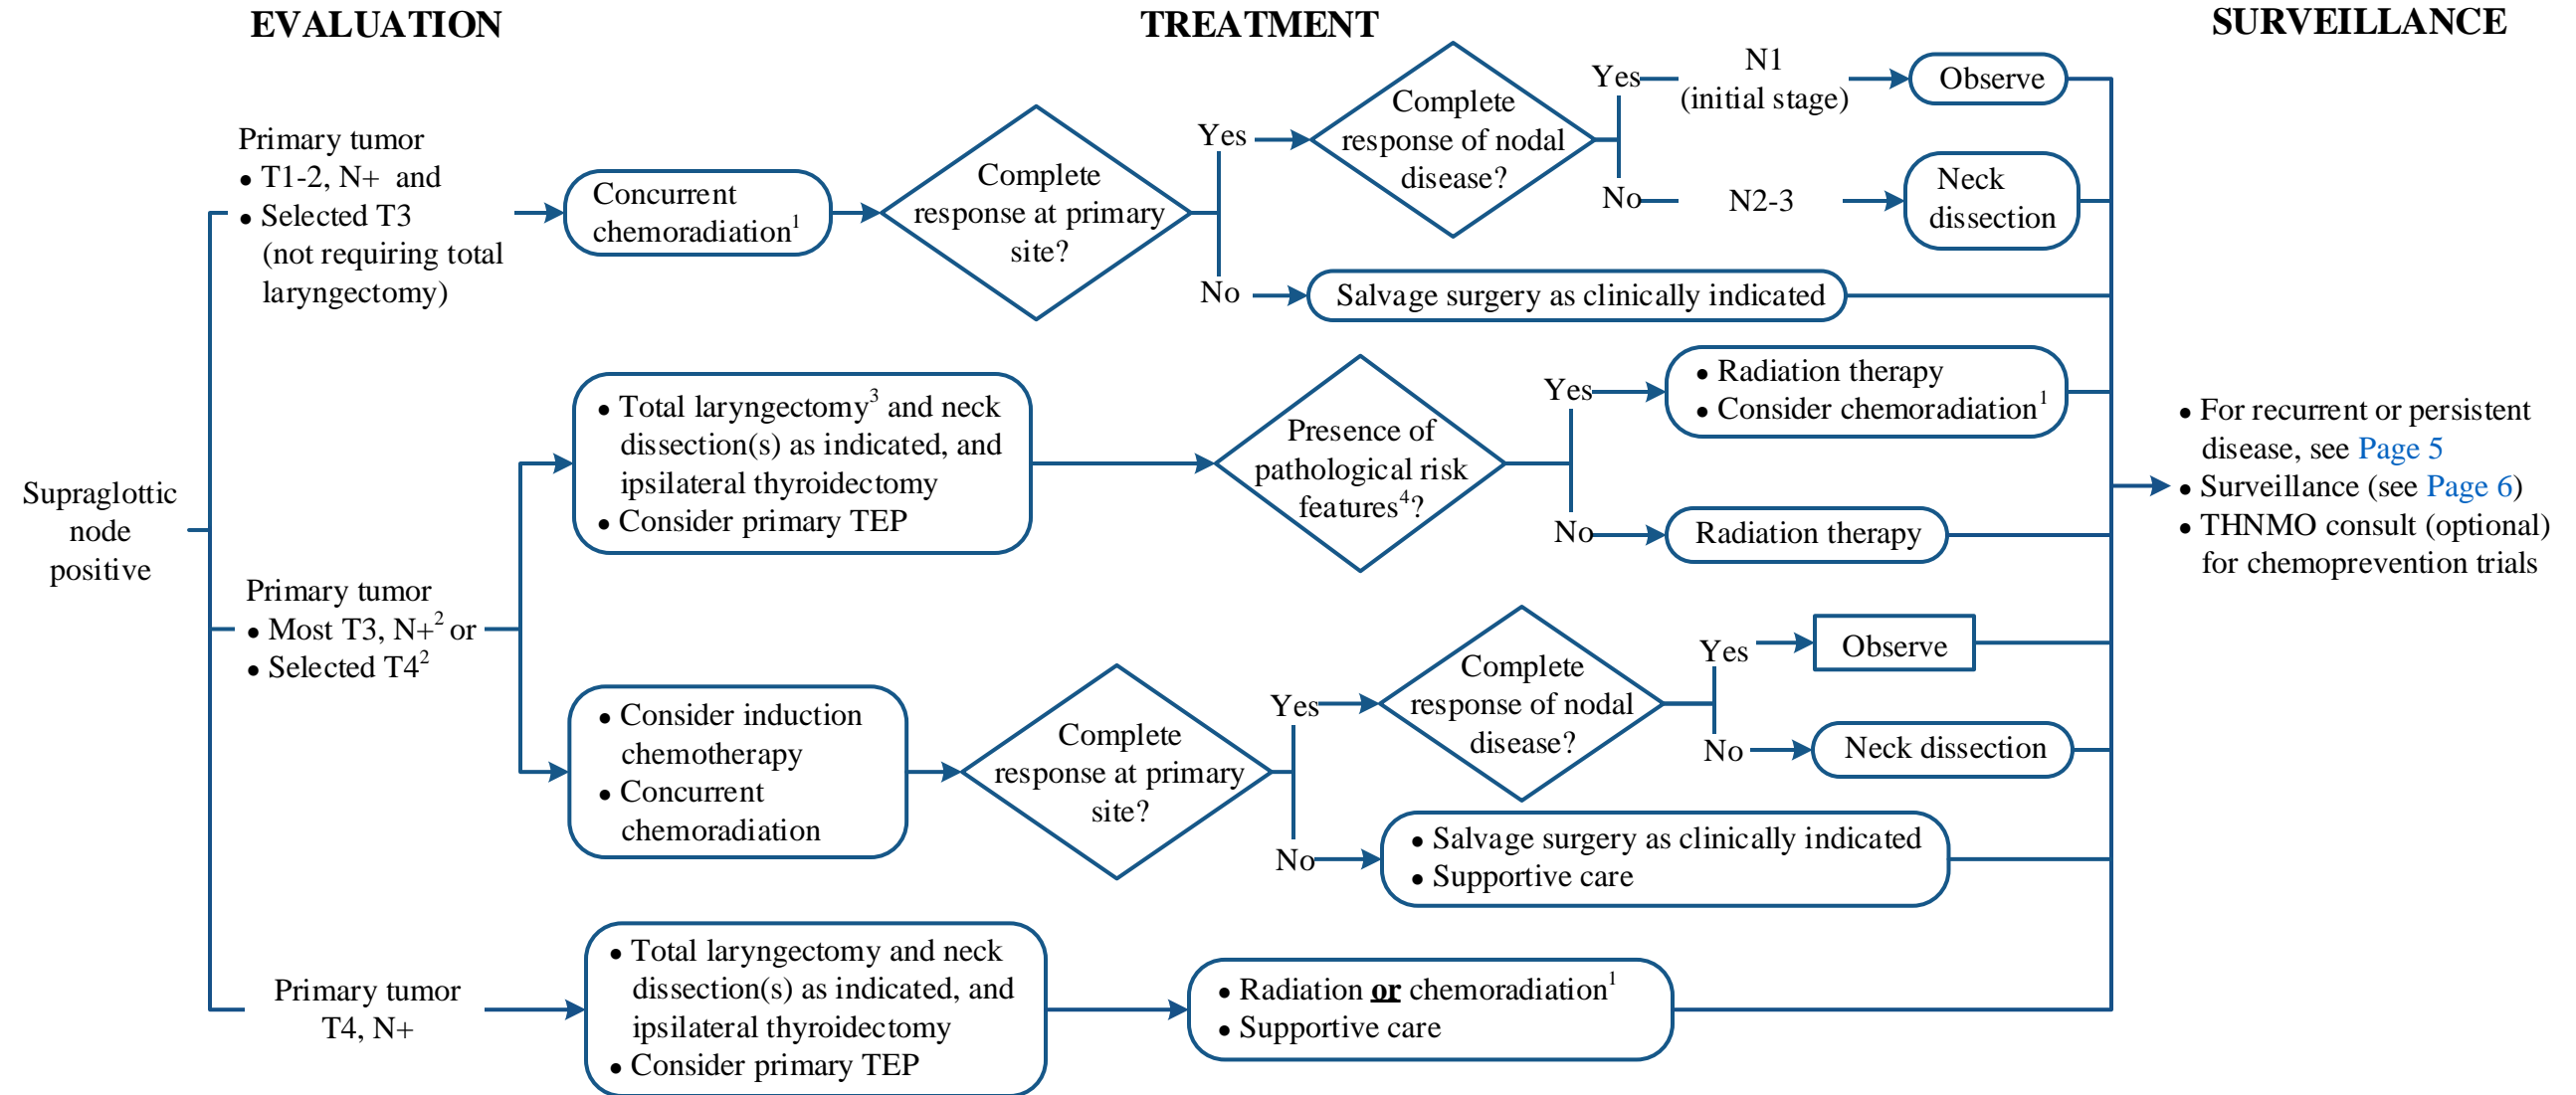 EVALUATION
TREATMENT
SURVEILLANCE
Supraglottic
node
positive
Primary tumor
• T1-2, N+ and
• Selected T3
(not requiring total
laryngectomy)
Concurrent
chemoradiation1
Complete
response at primary
site?
Yes
Complete
response of nodal
disease?
Yes
N1
(initial stage)
Observe
No
N2-3
Neck
dissection
No
Salvage surgery as clinically indicated
Primary tumor
• Most T3, N+2 or
• Selected T42
• Total laryngectomy3 and neck
dissection(s) as indicated, and
ipsilateral thyroidectomy
• Consider primary TEP
Presence of
pathological risk
features4?
Yes
• Radiation therapy
• Consider chemoradiation1
No
Radiation therapy
• Consider induction
chemotherapy
• Concurrent
chemoradiation
Complete
response at primary
site?
Yes
Complete
response of nodal
disease?
Yes
Observe
No
Neck dissection
No
• Salvage surgery as clinically indicated
• Supportive care
Primary tumor
T4, N+
• Total laryngectomy and neck
dissection(s) as indicated, and
ipsilateral thyroidectomy
• Consider primary TEP
• Radiation or chemoradiation1
• Supportive care
• For recurrent or persistent
disease, see Page 5
• Surveillance (see Page 6)
• THNMO consult (optional)
for chemoprevention trials